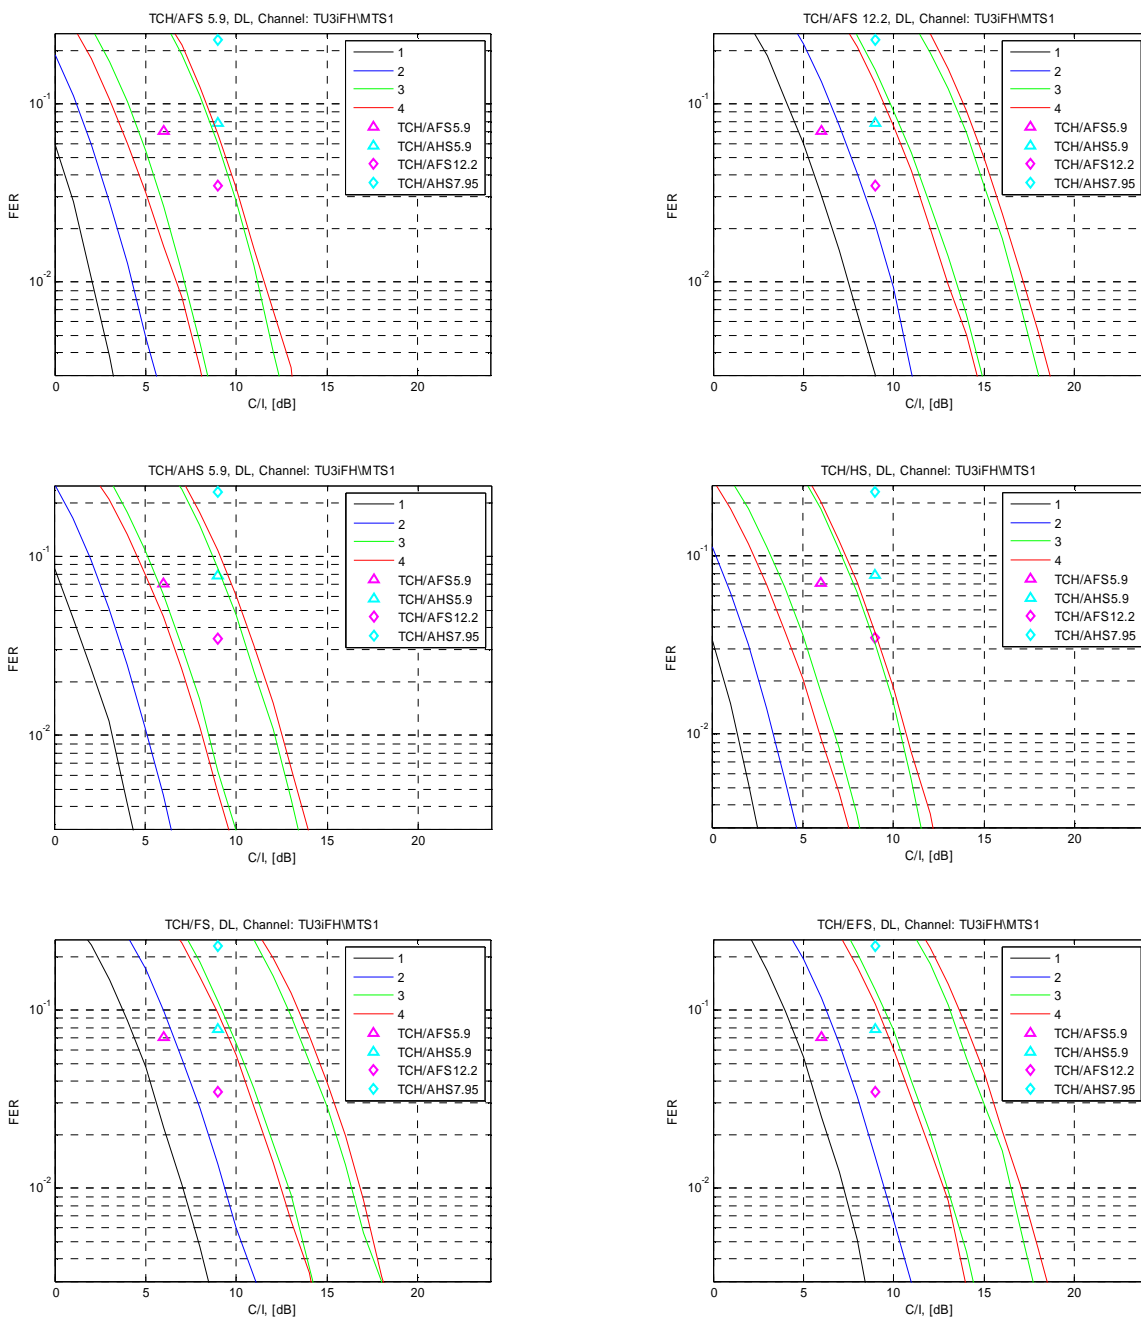 TCH/AFS 5.9, DL, Channel: TU3iFH\MTS1
1
2
3
4
TCH/AFS5.9
TCH/AHS5.9
TCH/AFS12.2
TCH/AHS7.95
10-1
10-2
FER
0 5 10 15 20
C/I, [dB]
TCH/AFS 12.2, DL, Channel: TU3iFH\MTS1
1
2
3
4
TCH/AFS5.9
TCH/AHS5.9
TCH/AFS12.2
TCH/AHS7.95
10-1
10-2
FER
0 5 10 15 20
C/I, [dB]
TCH/AHS 5.9, DL, Channel: TU3iFH\MTS1
1
2
3
4
TCH/AFS5.9
TCH/AHS5.9
TCH/AFS12.2
TCH/AHS7.95
10-1
10-2
FER
0 5 10 15 20
C/I, [dB]
TCH/HS, DL, Channel: TU3iFH\MTS1
1
2
3
4
TCH/AFS5.9
TCH/AHS5.9
TCH/AFS12.2
TCH/AHS7.95
10-1
10-2
FER
0 5 10 15 20
C/I, [dB]
TCH/FS, DL, Channel: TU3iFH\MTS1
1
2
3
4
TCH/AFS5.9
TCH/AHS5.9
TCH/AFS12.2
TCH/AHS7.95
10-1
10-2
FER
0 5 10 15 20
C/I, [dB]
TCH/EFS, DL, Channel: TU3iFH\MTS1
1
2
3
4
TCH/AFS5.9
TCH/AHS5.9
TCH/AFS12.2
TCH/AHS7.95
10-1
10-2
FER
0 5 10 15 20
C/I, [dB]